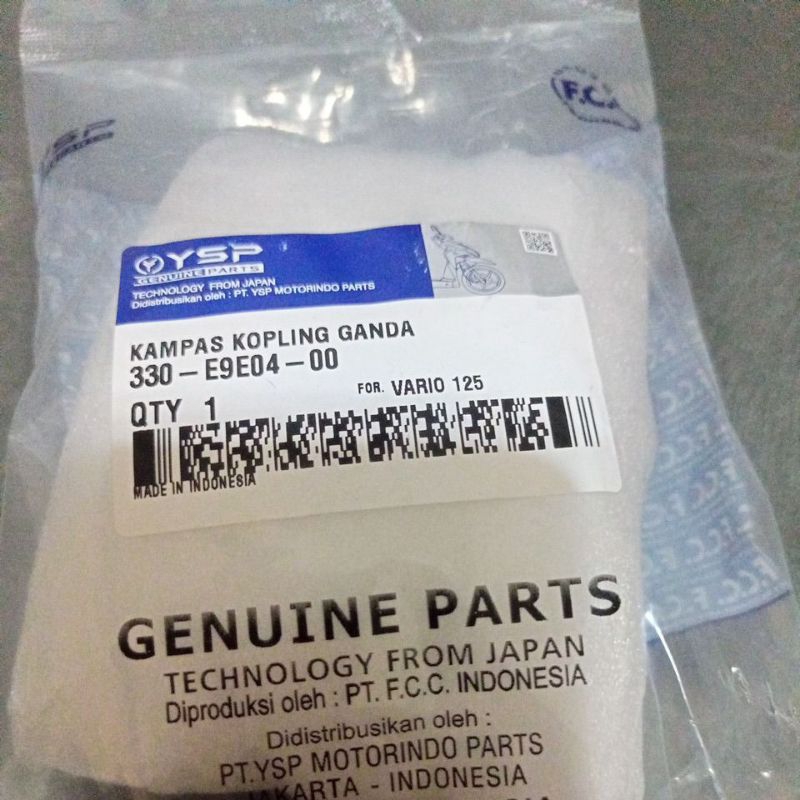 YSP
F.C.
YSP
GENUINE PARTS
TECHNOLOGY FROM JAPAN
Didistribusikan oleh : PT. YSP MOTORINDO PARTS
KAMPAS KOPLING GANDA
330-E9E04-00
FOR. VARIO 125
QTY 1
MADE IN INDONESIA
F.C.C. F.C.C.
GENUINE PARTS
TECHNOLOGY FROM JAPAN
Diproduksi oleh : PT. F.C.C. INDONESIA
Didistribusikan oleh :
PT.YSP MOTORINDO PARTS
JAKARTA - INDONESIA